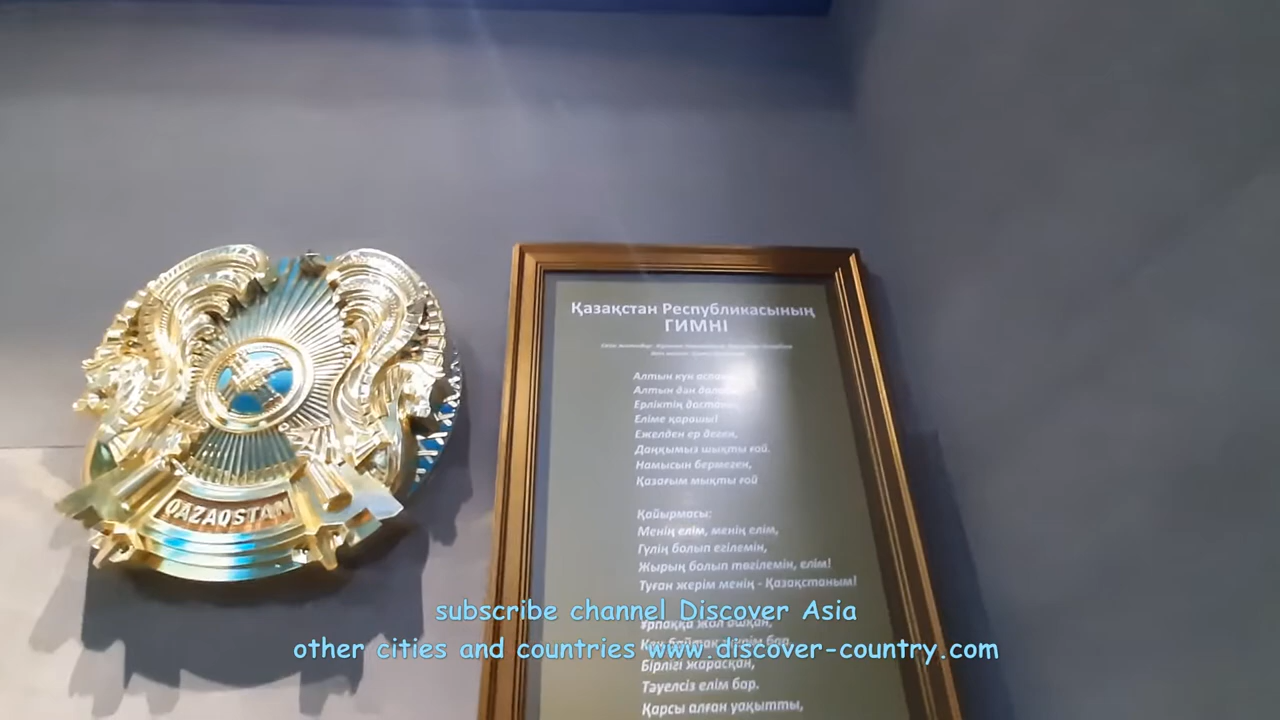 QAZAQSTAN
Қазақстан Республикасының
ГИМНІ
Алтын күн
Алтын дән
Ерліктің
Еліме қарашы!
Ежелден ер деген,
Даңқымыз шықты ғой.
Намысын бермеген,
Қазағым мықты ғой
Қайырмасы:
Менің елім, менің елім,
Гүлің болып егілемін,
Жырың болып төгілемін, елім!
Туған жерім менің - Қазақстаным!
subscribe channel Discover Asia
Ұрпаққа жол ашқан,
other cities and countries www.discover-country.com
Бірлігі жарасқан,
Тәуелсіз елім бар.
Қарсы алған уақытты,